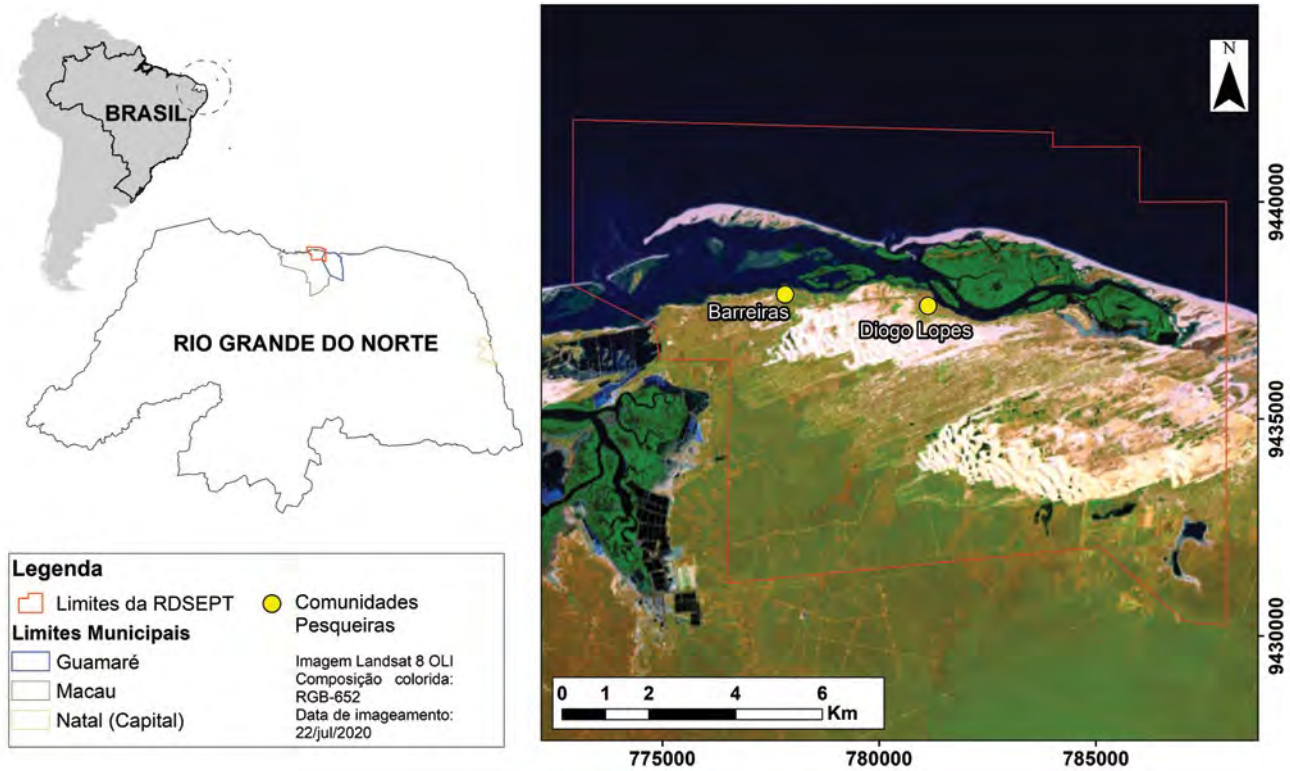 BRASIL
RIO GRANDE DO NORTE
Legenda
Limites da RDSEPT
Limites Municipais
Guamaré
Macau
Natal (Capital)
Comunidades
Pesqueiras
Imagem Landsat 8 OLI
Composição colorida:
RGB-652
Data de imageamento:
22/jul/2020
N
Barreiras
Diogo Lopes
0 1 2 4 6
Km
9440000
9435000
9430000
775000 780000 785000